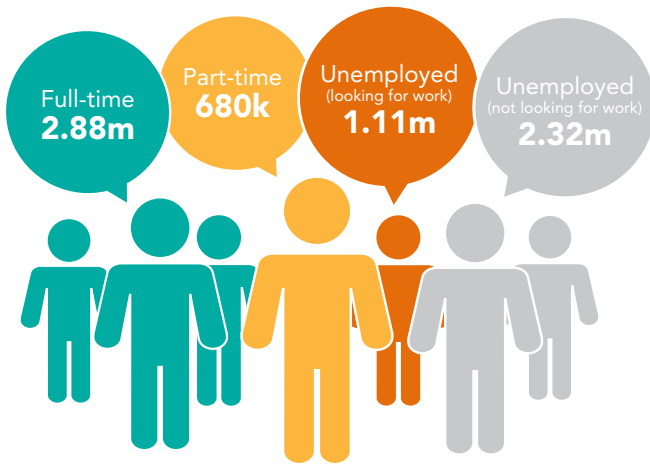 Full-time
2.88m
Part-time
680k
Unemployed
(looking for work)
1.11m
Unemployed
(not looking for work)
2.32m